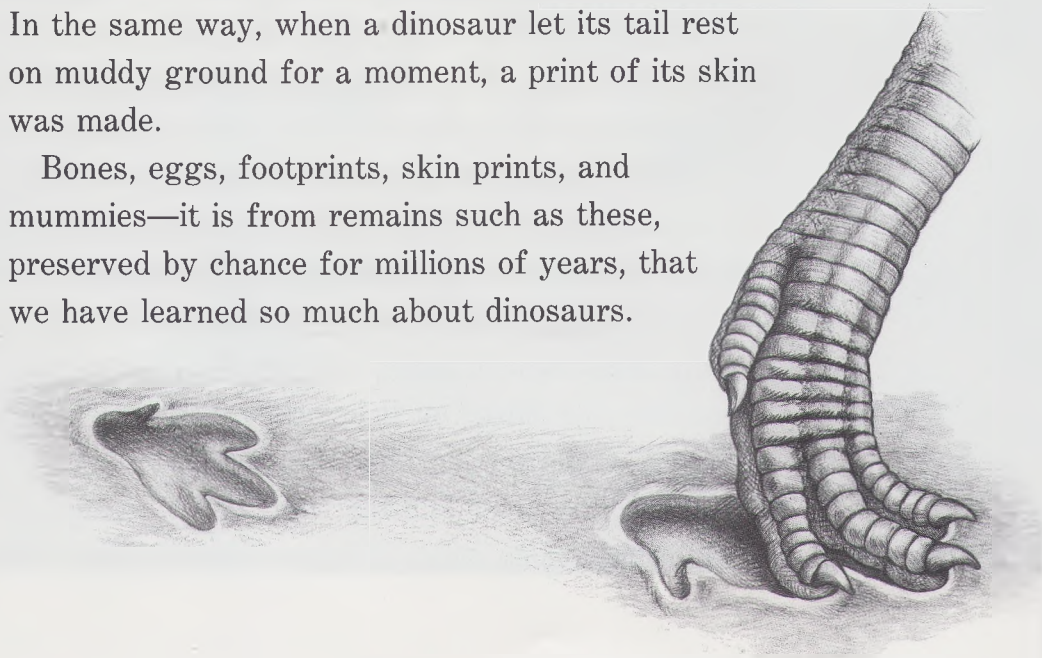 In the same way, when a dinosaur let its tail rest
on muddy ground for a moment, a print of its skin
was made.
Bones, eggs, footprints, skin prints, and
mummies—it is from remains such as these,
preserved by chance for millions of years, that
we have learned so much about dinosaurs.